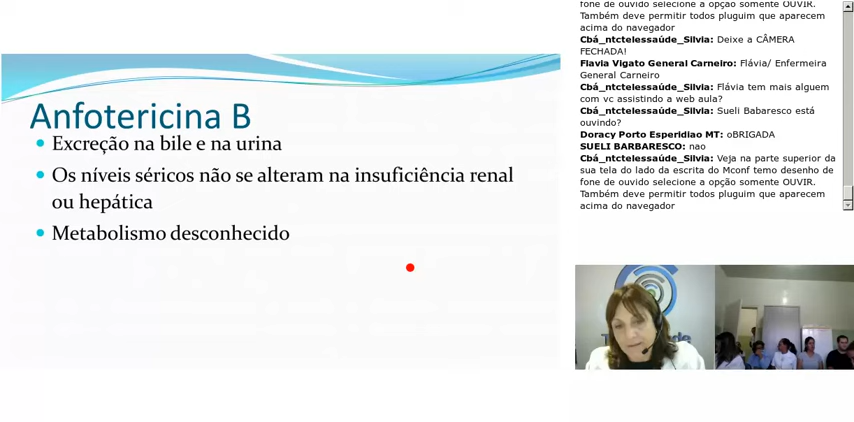 Anfotericina B
Excreção na bile e na urina
Os níveis séricos não se alteram na insuficiência renal
ou hepática
Metabolismo desconhecido
fone de ouvido selecione a opção somente OUVIR.
Também deve permitir todos pluguim que aparecem
acima do navegador
Cbá_ntctelessaúde_Silvia: Deixe a CÂMERA
FECHADA!
Flavia Vigato General Carneiro: Flávia/ Enfermeira
General Carneiro
Cbá_ntctelessaúde_Silvia: Flávia tem mais alguem
com vc assistindo a web aula?
Cbá_ntctelessaúde_Silvia: Sueli Babaresco está
ouvindo?
Doracy Porto Esperidiao MT: oBRIGADA
SUELI BARBARESCO: nao
Cbá_ntctelessaúde_Silvia: Veja na parte superior da
sua tela do lado da escrita do Mconf temo desenho de
fone de ouvido selecione a opção somente OUVIR.
Também deve permitir todos pluguim que aparecem
acima do navegador